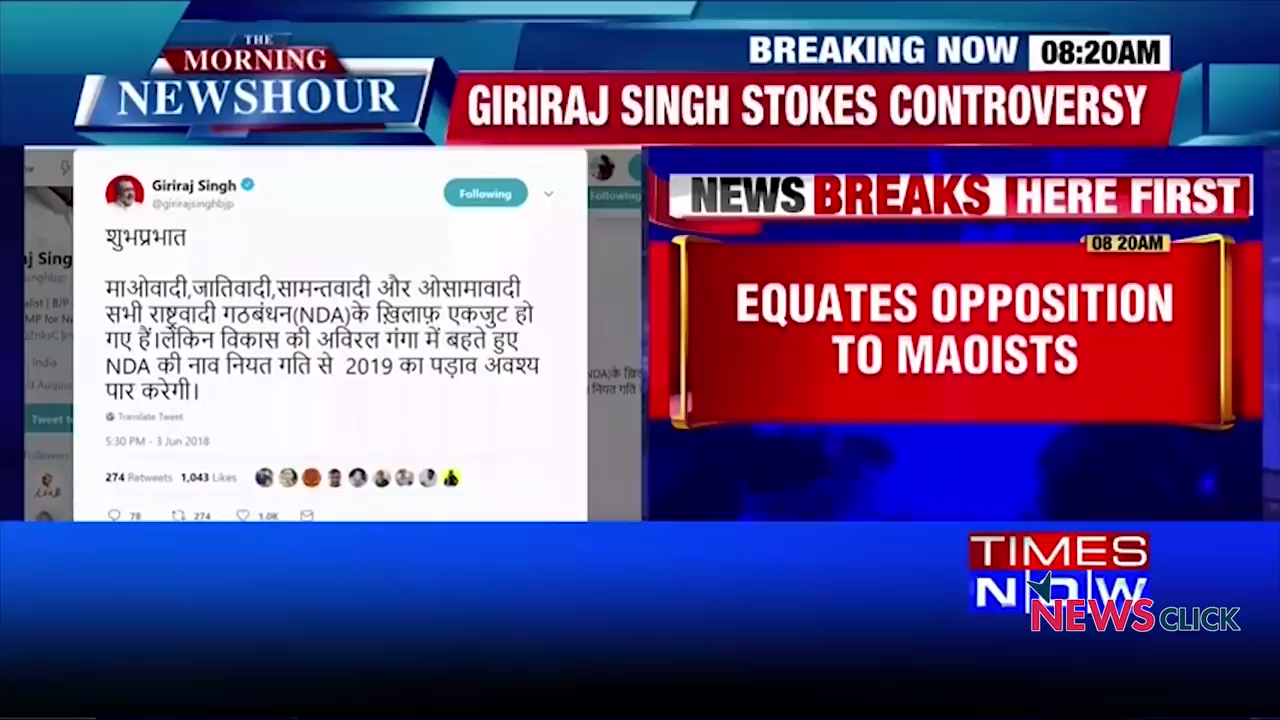 THE
MORNING
NEWSHOUR
BREAKING NOW 08:20AM
GIRIRAJ SINGH STOKES CONTROVERSY
Giriraj Singh
@girirajsinghbjp
Following
शुभप्रभात
माओवादी,जातिवादी,सामन्तवादी और ओसामावादी
सभी राष्ट्रवादी गठबंधन(NDA)के ख़िलाफ़ एकजुट हो
गए हैं।लेकिन विकास की अविरल गंगा में बहते हुए
NDA की नाव नियत गति से 2019 का पड़ाव अवश्य
पार करेगी।
Translate Tweet
5:30 PM - 3 Jun 2018
274 Retweets 1,043 Likes
78 274 1.0K
Following
NEWS BREAKS HERE FIRST
08 20AM
EQUATES OPPOSITION
TO MAOISTS
TIMES
NOW
NEWSCLICK